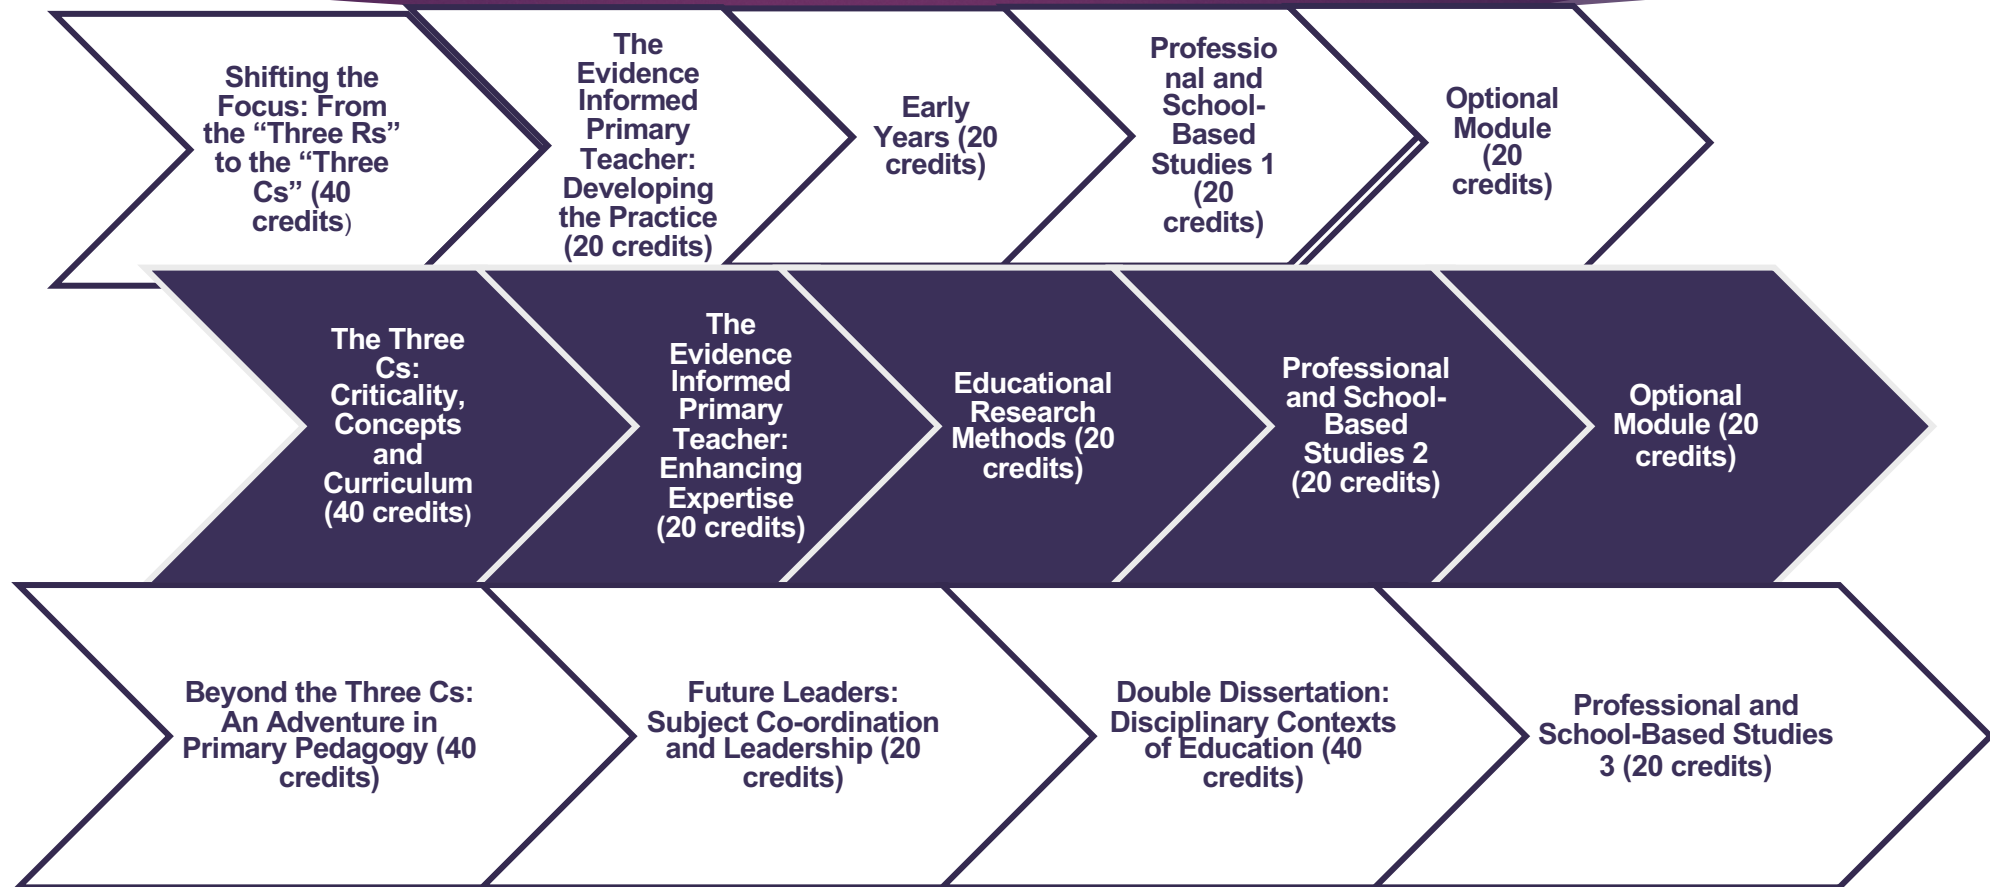 Shifting the
Focus: From
the “Three Rs”
to the “Three
Cs” (40
credits)
The
Evidence
Informed
Primary
Teacher:
Developing
the Practice
(20 credits)
Early
Years (20
credits)
Professio
nal and
School-
Based
Studies 1
(20
credits)
Optional
Module
(20
credits)
The Three
Cs:
Criticality,
Concepts
and
Curriculum
(40 credits)
The
Evidence
Informed
Primary
Teacher:
Enhancing
Expertise
(20 credits)
Educational
Research
Methods (20
credits)
Professional
and School-
Based
Studies 2
(20 credits)
Optional
Module (20
credits)
Beyond the Three Cs:
An Adventure in
Primary Pedagogy (40
credits)
Future Leaders:
Subject Co-ordination
and Leadership (20
credits)
Double Dissertation:
Disciplinary Contexts
of Education (40
credits)
Professional and
School-Based Studies
3 (20 credits)